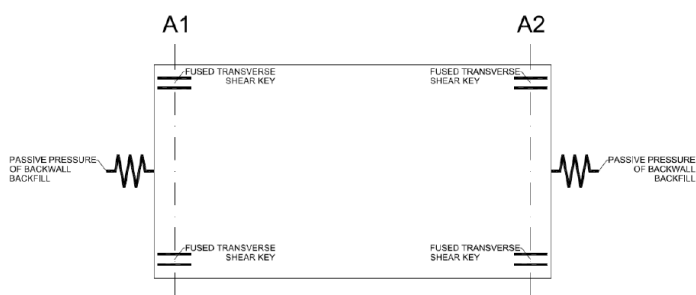 A1
A2
FUSED TRANSVERSE
SHEAR KEY
FUSED TRANSVERSE
SHEAR KEY
PASSIVE PRESSURE
OF BACKWALL
BACKFILL
PASSIVE PRESSURE
OF BACKWALL
BACKFILL
FUSED TRANSVERSE
SHEAR KEY
FUSED TRANSVERSE
SHEAR KEY